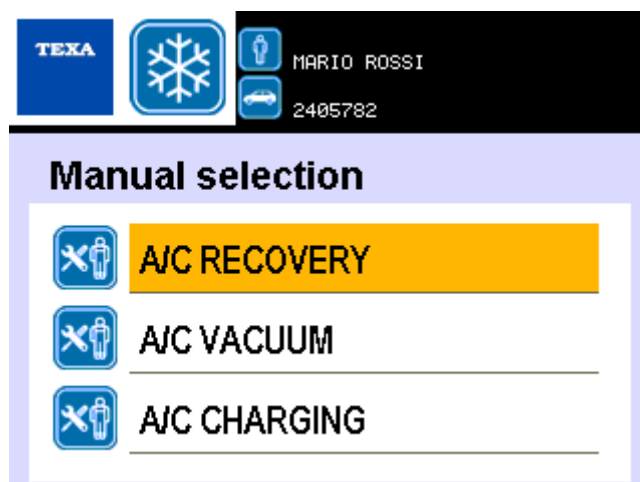 TEXA
MARIO ROSSI
2405782
Manual selection
A/C RECOVERY
A/C VACUUM
A/C CHARGING